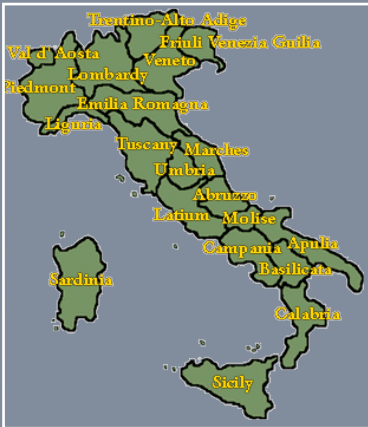 Trentino-Alto Adige
Friuli Venezia Guilia
Val d' Aosta
Veneto
Lombardy
Piedmont
Emilia Romagna
Liguria
Tuscany
Marches
Umbria
Abruzzo
Latium
Molise
Campania
Apulia
Basilicata
Sardinia
Calabria
Sicily